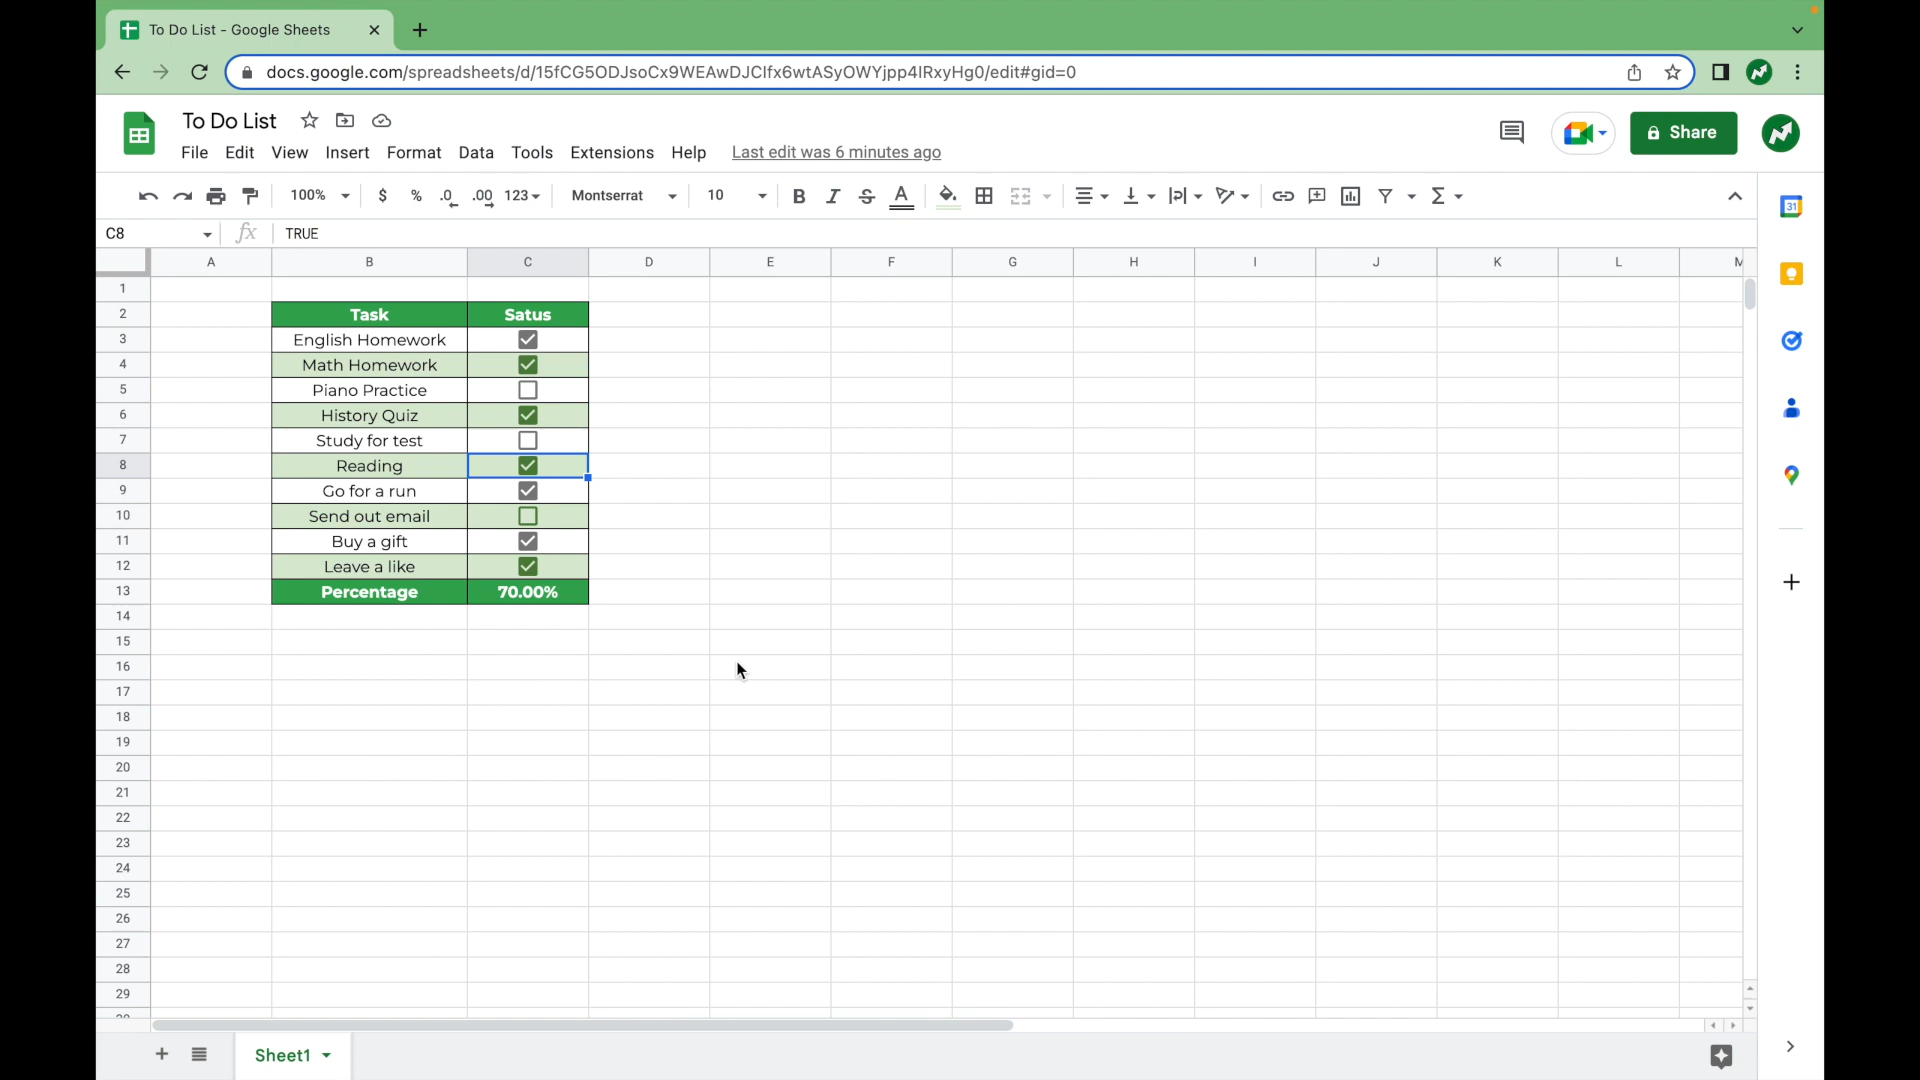 To Do List - Google Sheets
docs.google.com/spreadsheets/d/15fCG5ODJsoCx9WEAwDJCIfx6wtASyOWYjpp4IRxyHg0/edit#gid=0
To Do List
File Edit View Insert Format Data Tools Extensions Help Last edit was 6 minutes ago
Share
100% $ % .0 .00 123 Montserrat 10 B I S A
31
C8 fx TRUE
A B C D E F G H I J K L M
1
2 Task Satus
3 English Homework
4 Math Homework
5 Piano Practice
6 History Quiz
7 Study for test
8 Reading
9 Go for a run
10 Send out email
11 Buy a gift
12 Leave a like
13 Percentage 70.00%
14
15
16
17
18
19
20
21
22
23
24
25
26
27
28
29
Sheet1